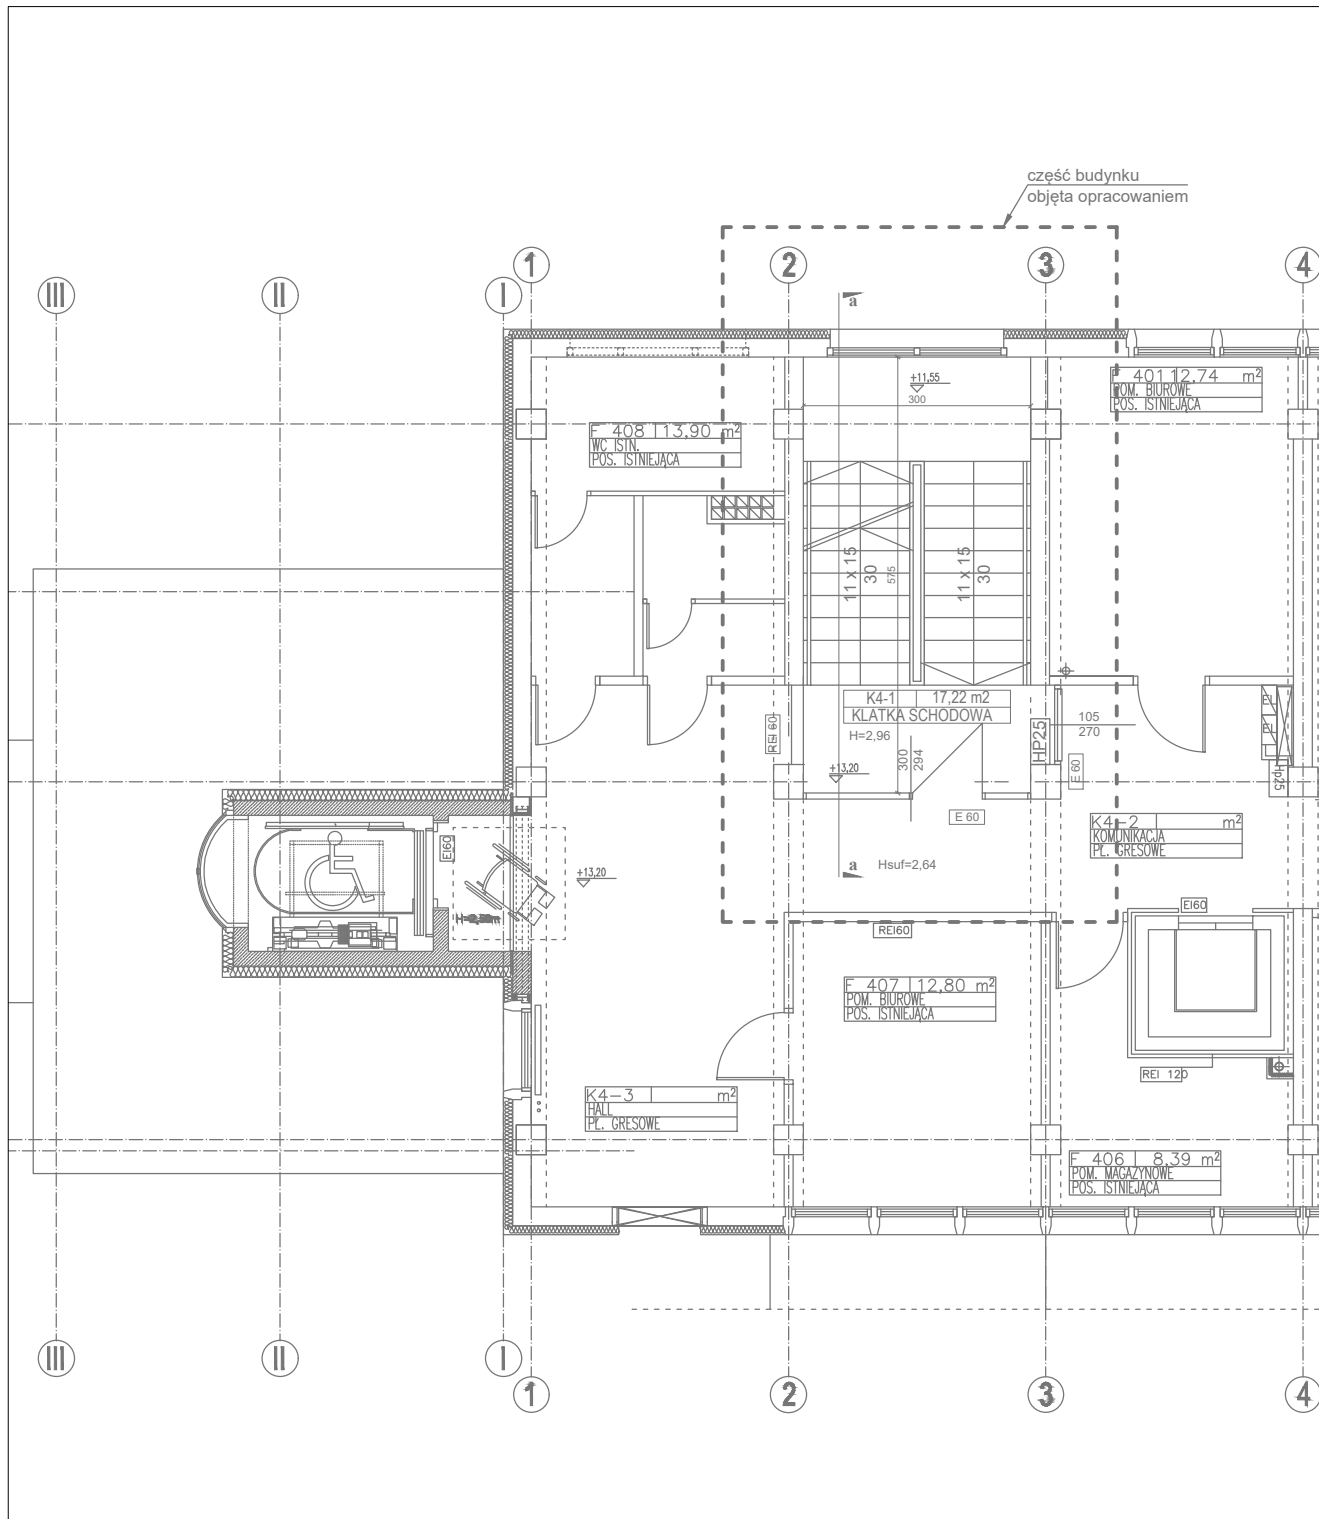 część budynku
objęta opracowaniem
1
2
3
4
III
II
I
a
+11,55
300
F 401 12,74 m²
POM. BIUROWE
POS. ISTNIEJĄCA
F 408 13,90 m²
WC ISTN.
POS. ISTNIEJĄCA
11 x 15
30
575
11 x 15
30
K4-1 17,22 m2
KLATKA SCHODOWA
H=2,96
REI 60
HP25
105
270
EL
EL
+13,20
300
294
E 60
Hp25
E 60
K4-2 m²
KOMUNIKACJA
PŁ. GRESOWE
EI60
+13,20
a
Hsuf=2,64
EI60
REI60
F 407 12,80 m²
POM. BIUROWE
POS. ISTNIEJĄCA
REI 120
K4-3 m²
HALL
PŁ. GRESOWE
F 406 8,39 m²
POM. MAGAZYNOWE
POS. ISTNIEJĄCA
III
II
I
1
2
3
4